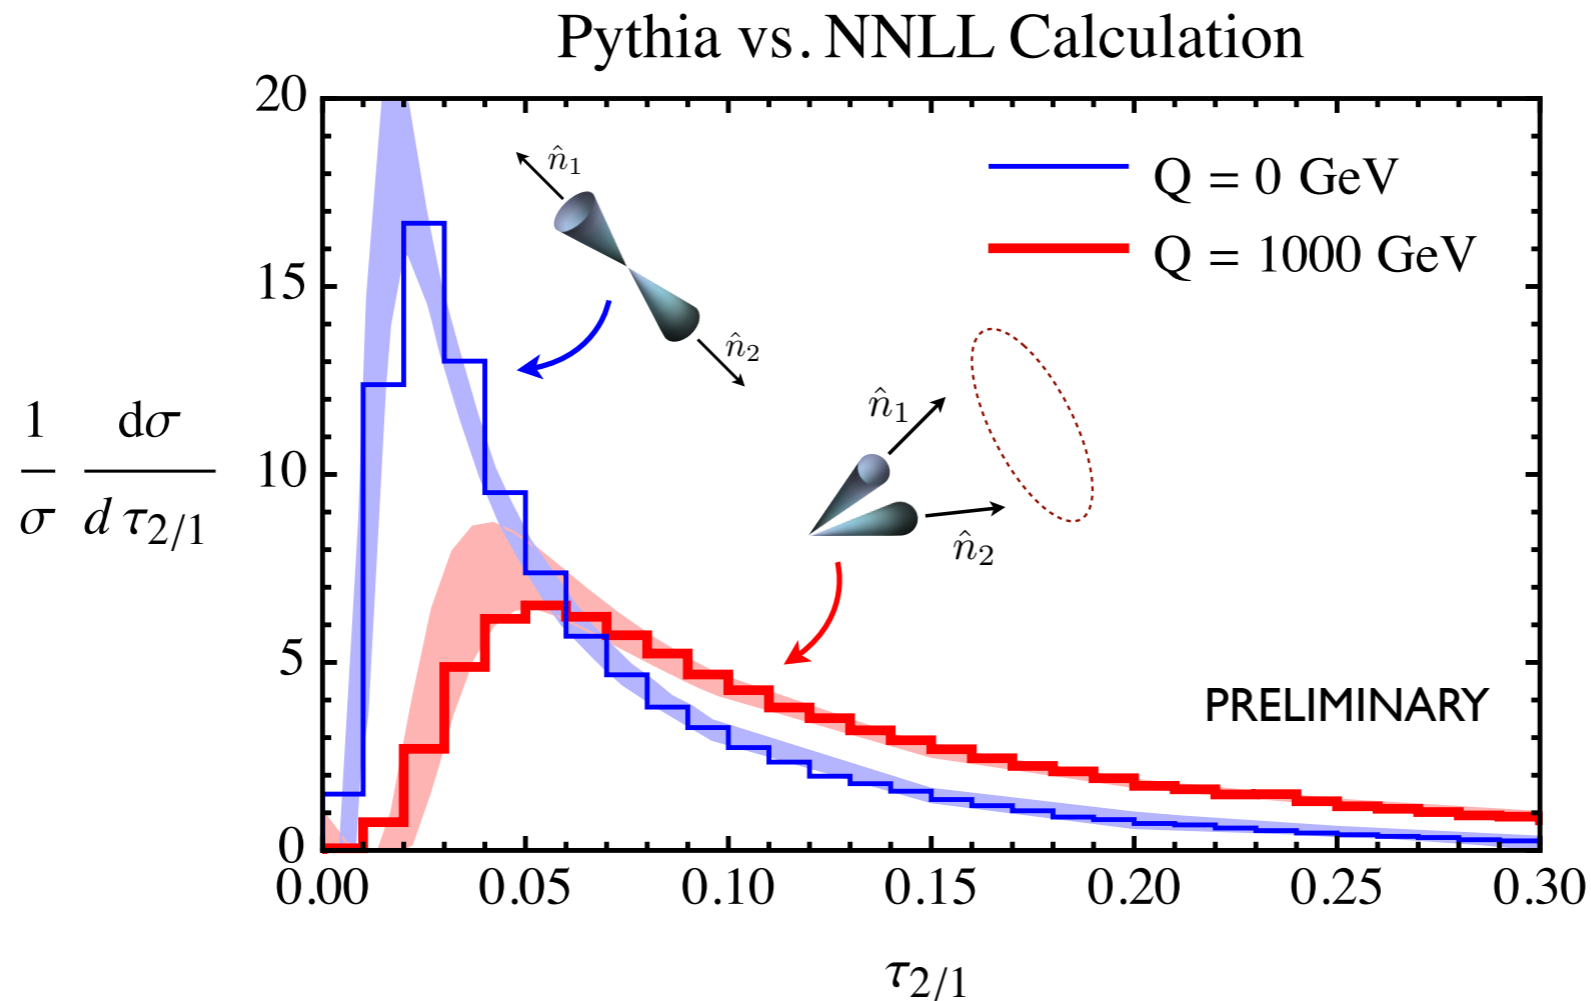 Pythia vs. NNLL Calculation
1/σ dσ/d τ2/1
20
15
10
5
0
0.00 0.05 0.10 0.15 0.20 0.25 0.30
τ2/1
Q = 0 GeV
Q = 1000 GeV
n̂1
n̂2
n̂1
n̂2
PRELIMINARY